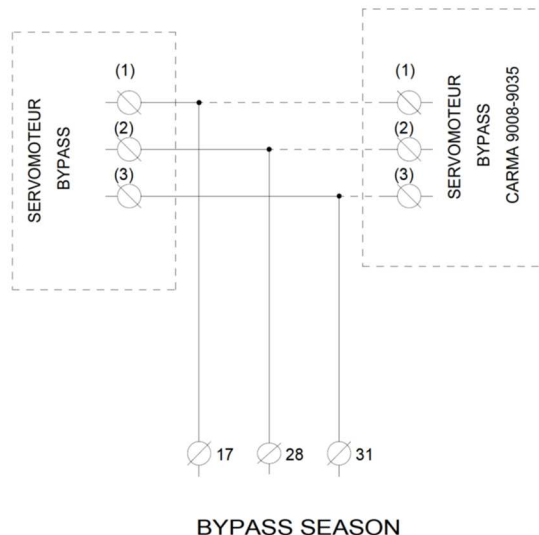 (1)
(2)
(3)
SERVOMOTEUR
BYPASS
(1)
(2)
(3)
SERVOMOTEUR
BYPASS
CARMA 9008-9035
17
28
31
BYPASS SEASON